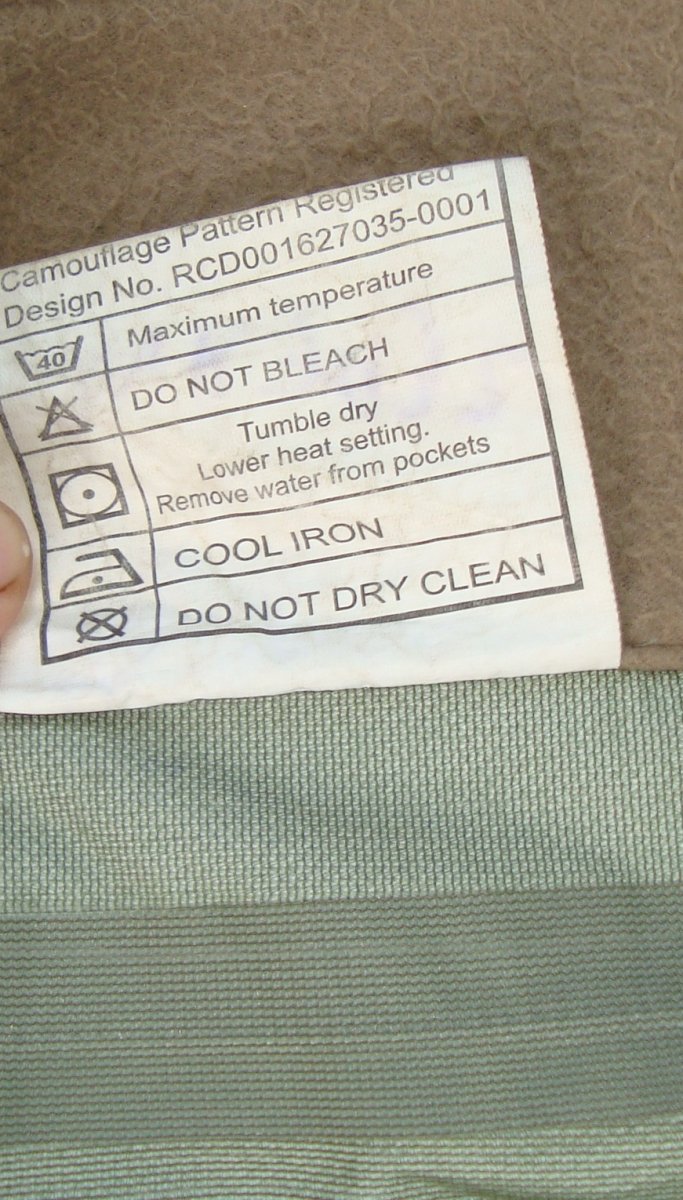 Camouflage Pattern Registered
Design No. RCD001627035-0001
40 Maximum temperature
DO NOT BLEACH
Tumble dry
Lower heat setting.
Remove water from pockets
COOL IRON
DO NOT DRY CLEAN